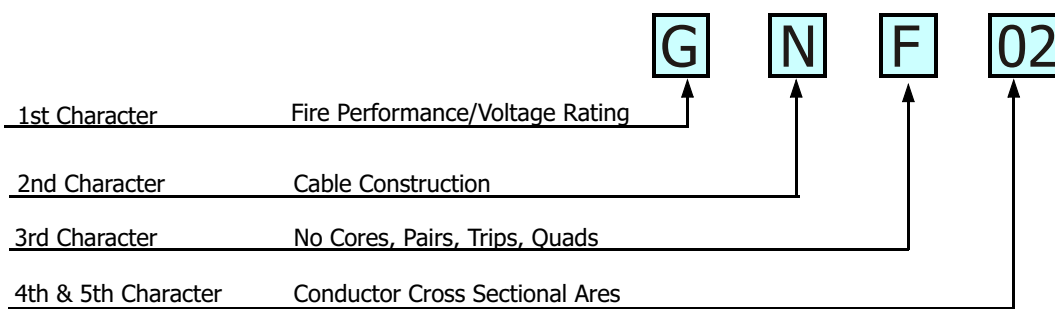 G N F 02
1st Character Fire Performance/Voltage Rating
2nd Character Cable Construction
3rd Character No Cores, Pairs, Trips, Quads
4th & 5th Character Conductor Cross Sectional Ares